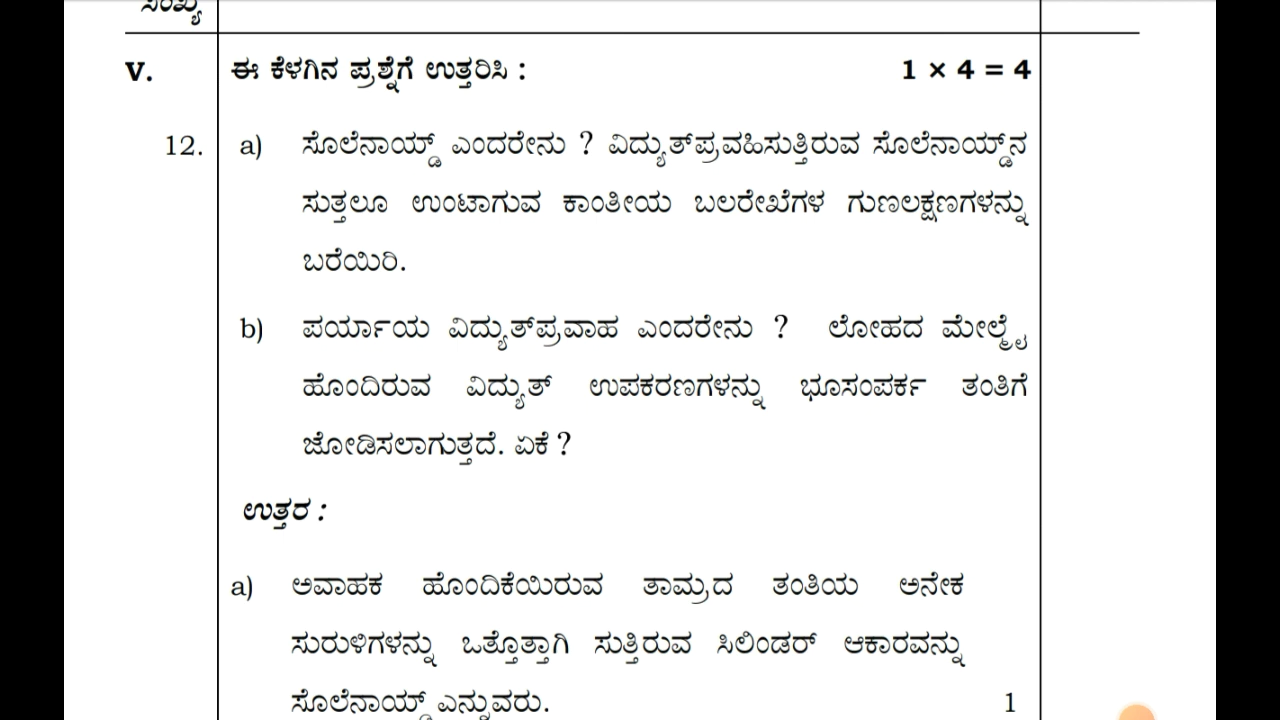 ಸಂಖ್ಯೆ
V. ಈ ಕೆಳಗಿನ ಪ್ರಶ್ನೆಗೆ ಉತ್ತರಿಸಿ : 1 × 4 = 4
12. a) ಸೊಲೆನಾಯ್ಡ್ ಎಂದರೇನು ? ವಿದ್ಯುತ್‌ಪ್ರವಹಿಸುತ್ತಿರುವ ಸೊಲೆನಾಯ್ಡ್‌ನ
ಸುತ್ತಲೂ ಉಂಟಾಗುವ ಕಾಂತೀಯ ಬಲರೇಖೆಗಳ ಗುಣಲಕ್ಷಣಗಳನ್ನು
ಬರೆಯಿರಿ.
b) ಪರ್ಯಾಯ ವಿದ್ಯುತ್‌ಪ್ರವಾಹ ಎಂದರೇನು ? ಲೋಹದ ಮೇಲ್ಮೈ
ಹೊಂದಿರುವ ವಿದ್ಯುತ್ ಉಪಕರಣಗಳನ್ನು ಭೂಸಂಪರ್ಕ ತಂತಿಗೆ
ಜೋಡಿಸಲಾಗುತ್ತದೆ. ಏಕೆ ?
ಉತ್ತರ :
a) ಅವಾಹಕ ಹೊಂದಿಕೆಯಿರುವ ತಾಮ್ರದ ತಂತಿಯ ಅನೇಕ
ಸುರುಳಿಗಳನ್ನು ಒತ್ತೊತ್ತಾಗಿ ಸುತ್ತಿರುವ ಸಿಲಿಂಡರ್ ಆಕಾರವನ್ನು
ಸೊಲೆನಾಯ್ಡ್ ಎನ್ನುವರು. 1